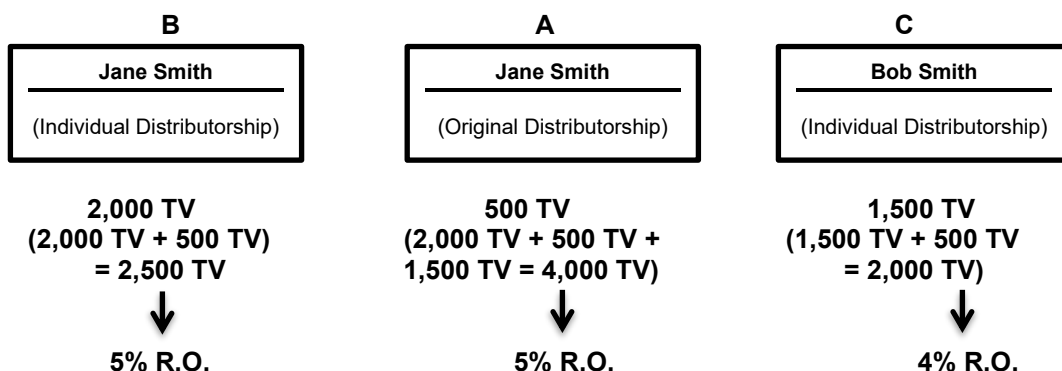 B
A
C
Jane Smith
Jane Smith
Bob Smith
(Individual Distributorship)
(Original Distributorship)
(Individual Distributorship)
2,000 TV
(2,000 TV + 500 TV)
= 2,500 TV
500 TV
(2,000 TV + 500 TV +
1,500 TV = 4,000 TV)
1,500 TV
(1,500 TV + 500 TV
= 2,000 TV)
5% R.O.
5% R.O.
4% R.O.